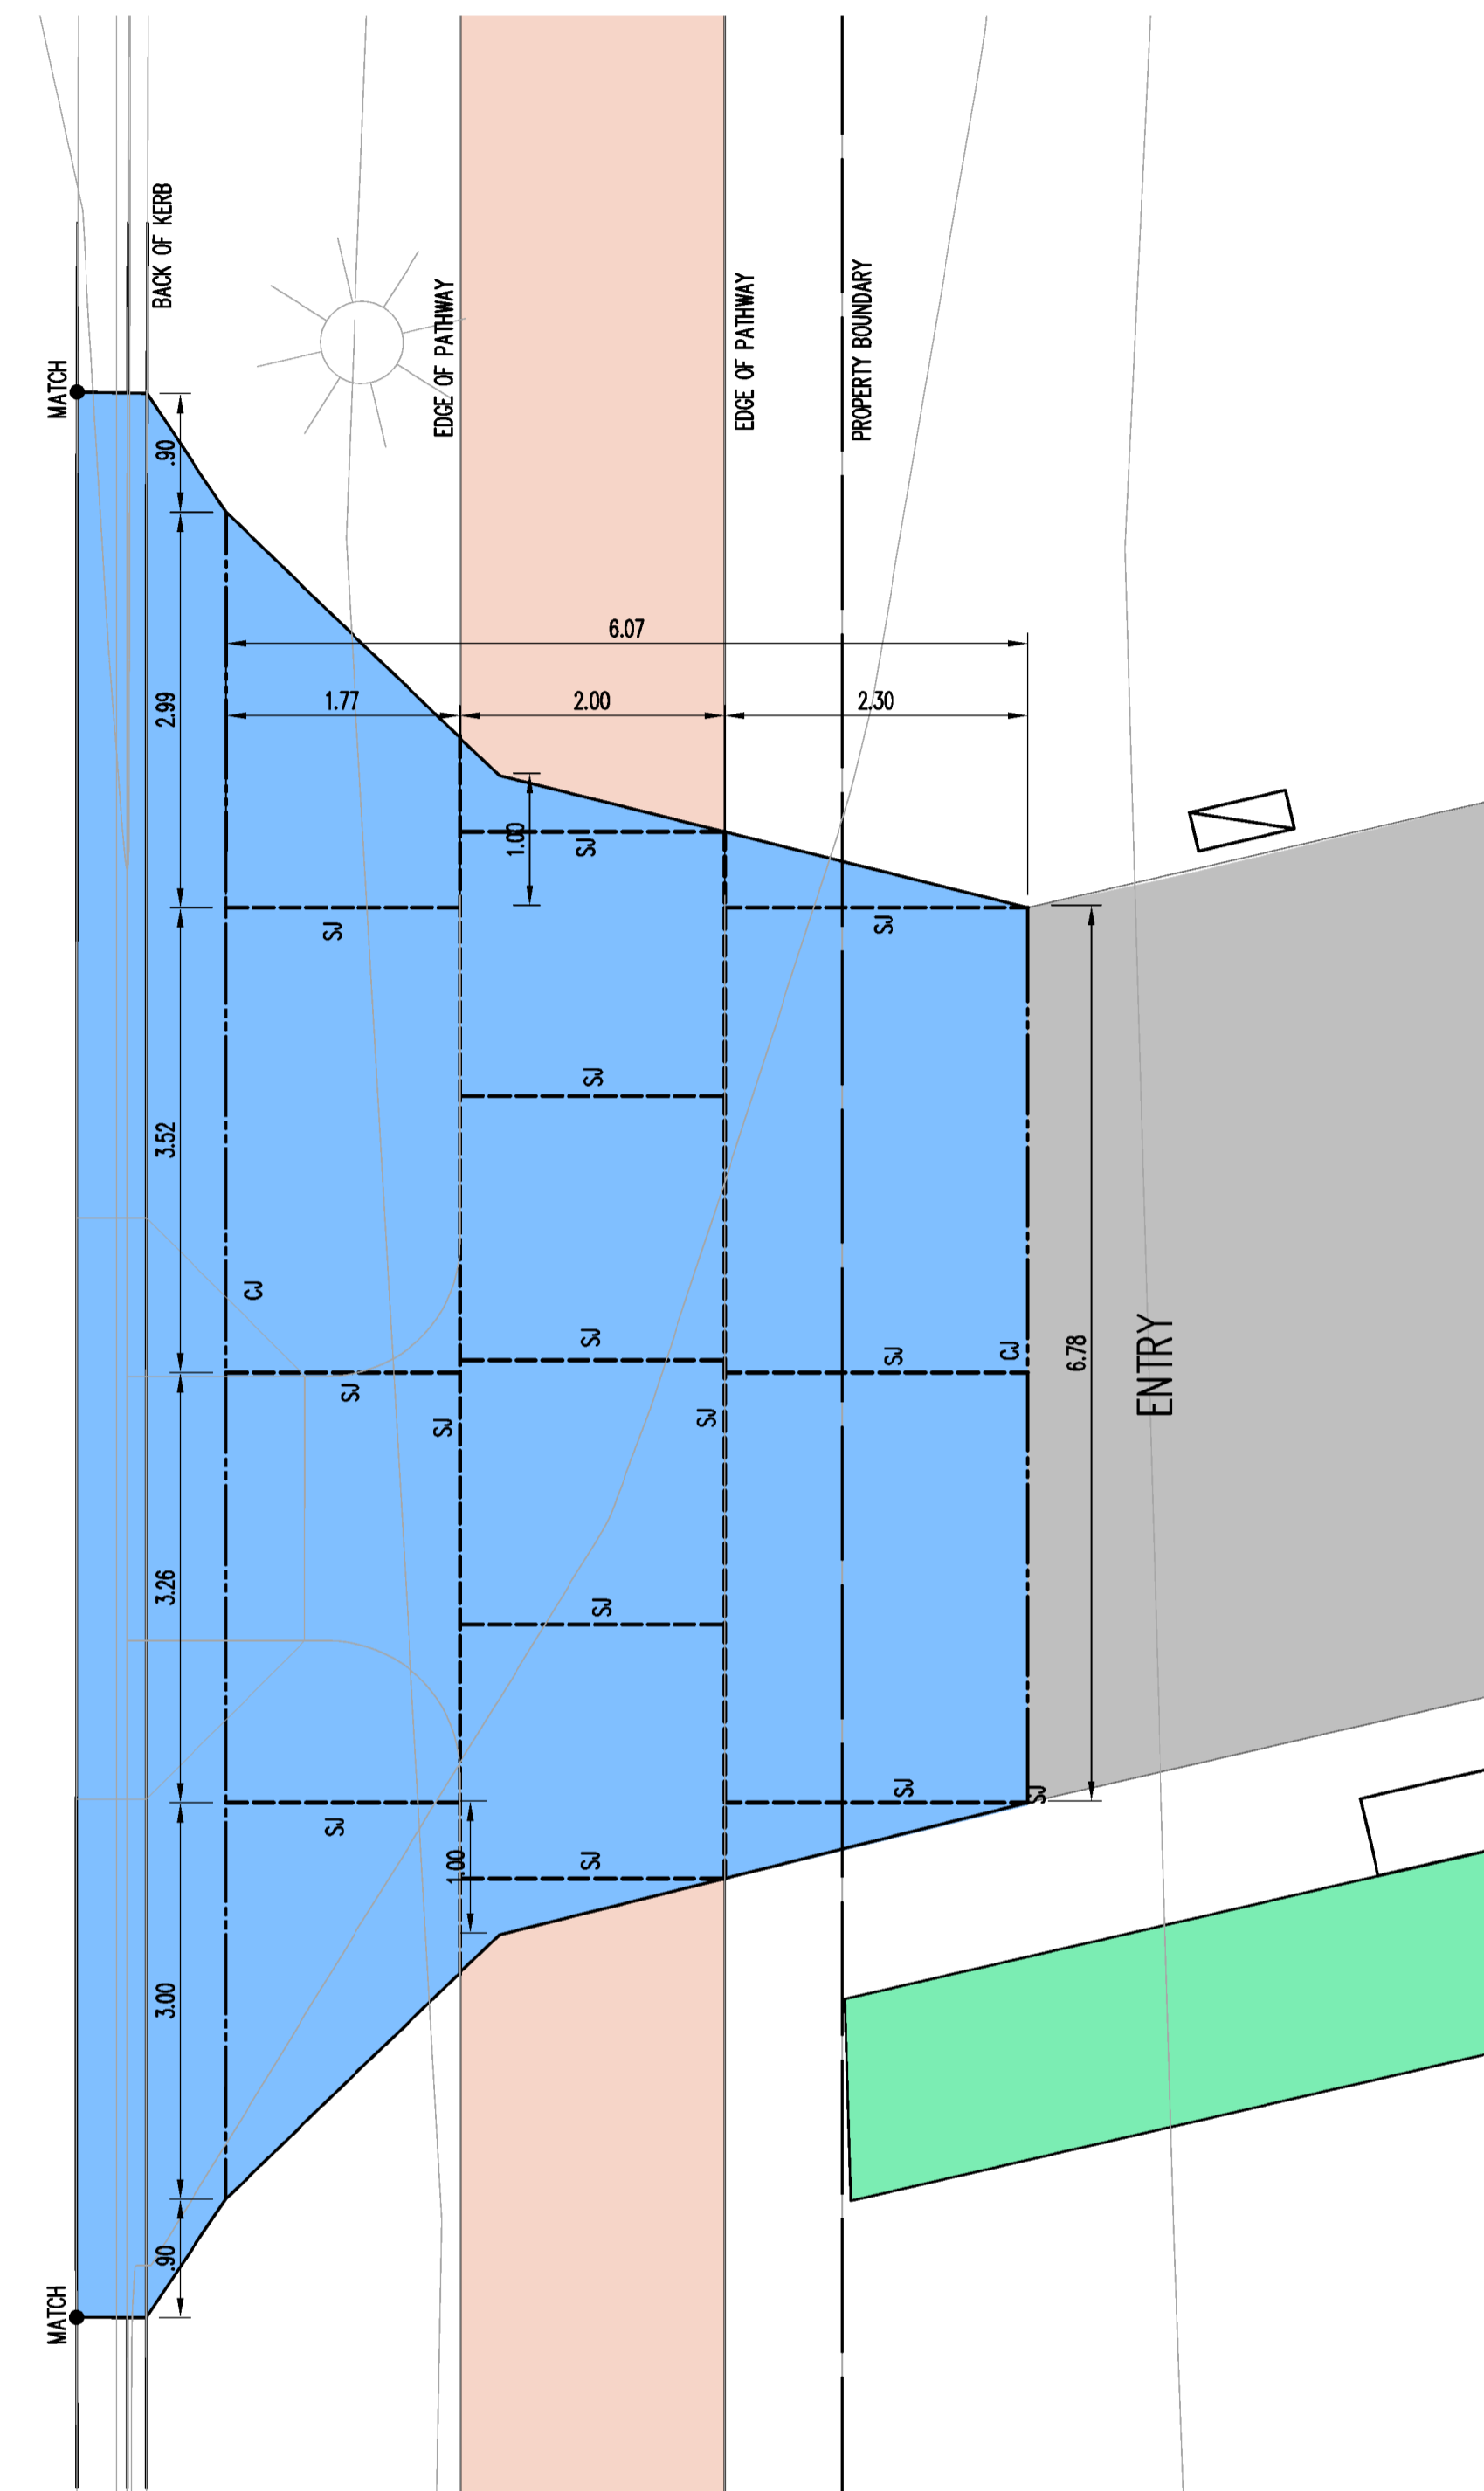 BACK OF KERB
EDGE OF PATHWAY
EDGE OF PATHWAY
PROPERTY BOUNDARY
MATCH
.90
6.07
2.99
1.77
2.00
2.30
1.00
SJ
SJ
SJ
SJ
3.52
CJ
SJ
SJ
CJ
6.78
ENTRY
SJ
SJ
SJ
3.26
SJ
SJ
SJ
SJ
1.00
SJ
3.00
.90
MATCH